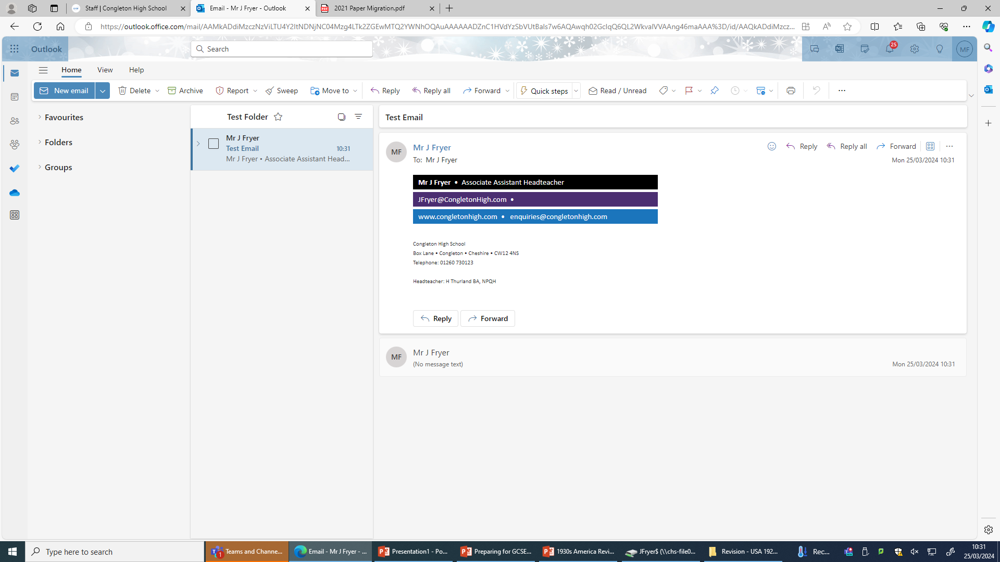 Staff | Congleton High School
Email - Mr J Fryer - Outlook
2021 Paper Migration.pdf
https://outlook.office.com/mail/AAMkADdiMzczNzViLTU4Y2ItNDNjNC04Mzg4LTk2ZGEwMTQ2YWNhOQAuAAAAAADZnC1HVdYzSbVUtBals7w6AQAwqh02GclqQ6QL2WkvalVVAAng46maAAA%3D/id/AAQkADdiMzcz...
Outlook
Search
25
MF
Home View Help
New email Delete Archive Report Sweep Move to Reply Reply all Forward Quick steps Read / Unread
Favourites
Folders
Groups
Test Folder
Mr J Fryer
Test Email 10:31
Mr J Fryer • Associate Assistant Head...
Test Email
MF
Mr J Fryer
To: Mr J Fryer
Reply Reply all Forward
Mon 25/03/2024 10:31
Mr J Fryer • Associate Assistant Headteacher
JFryer@CongletonHigh.com •
www.congletonhigh.com • enquiries@congletonhigh.com
Congleton High School
Box Lane • Congleton • Cheshire • CW12 4NS
Telephone: 01260 730123
Headteacher: H Thurland BA, NPQH
Reply Forward
MF
Mr J Fryer
(No message text)
Mon 25/03/2024 10:31
Type here to search
1
Teams and Channe...
Email - Mr J Fryer - ...
Presentation1 - Po...
Preparing for GCSE...
1930s America Revi...
JFryer$ (\\chs-file0...
Revision - USA 192...
Rec...
10:31
25/03/2024